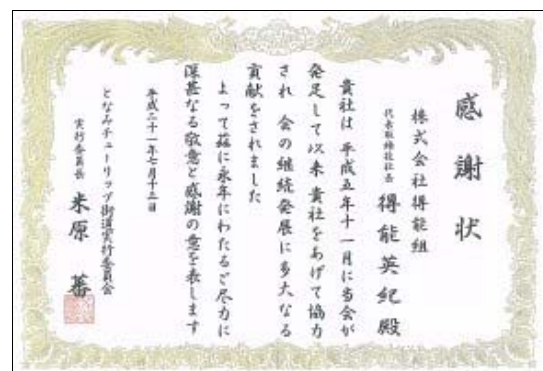 感謝状
株式会社得能組
代表取締役社長 得能英紀殿
貴社は 平成五年十一月に当会が
発足して以来 貴社をあげて協力
され 会の継続発展に多大なる
貢献をされました
よって茲に永年にわたるご尽力に
深甚なる敬意と感謝の意を表します
平成二十一年七月十三日
となみチューリップ街道実行委員会
実行委員長 米原 蕃